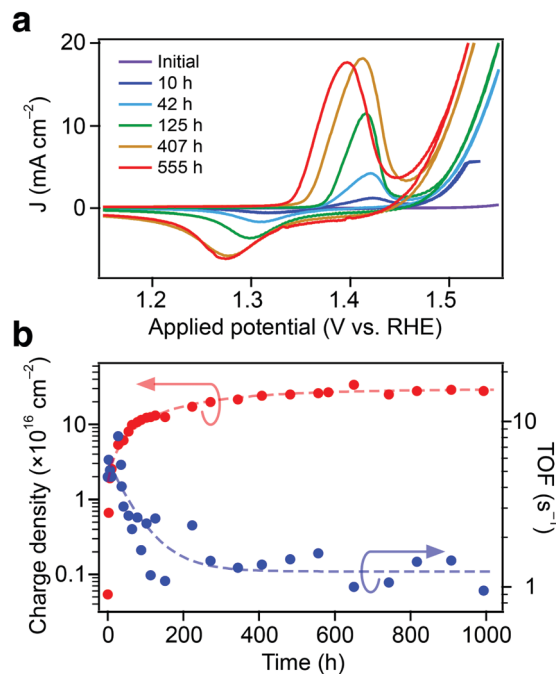 a
20
10
0
J (mA cm⁻²)
Initial
10 h
42 h
125 h
407 h
555 h
1.2 1.3 1.4 1.5
Applied potential (V vs. RHE)
b
Charge density (×10¹⁶ cm⁻²)
10
1
0.1
10
1
TOF (s⁻¹)
0 200 400 600 800 1000
Time (h)